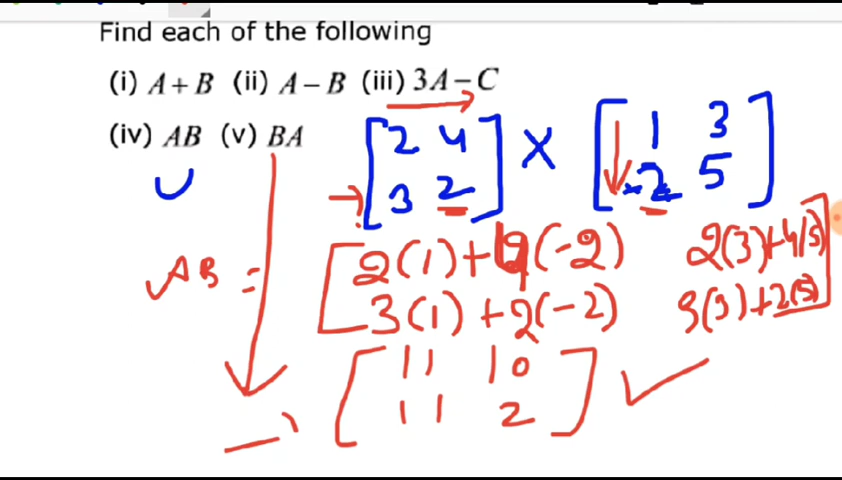 Find each of the following
(i) A + B (ii) A − B (iii) 3A − C
(iv) AB (v) BA
[2 4] × [1 3]
[3 2] [-2 5]
AB =
[2(1)+4(-2) 2(3)+4(5)]
[3(1)+2(-2) 3(3)+2(5)]
[11 10]
[11 2]